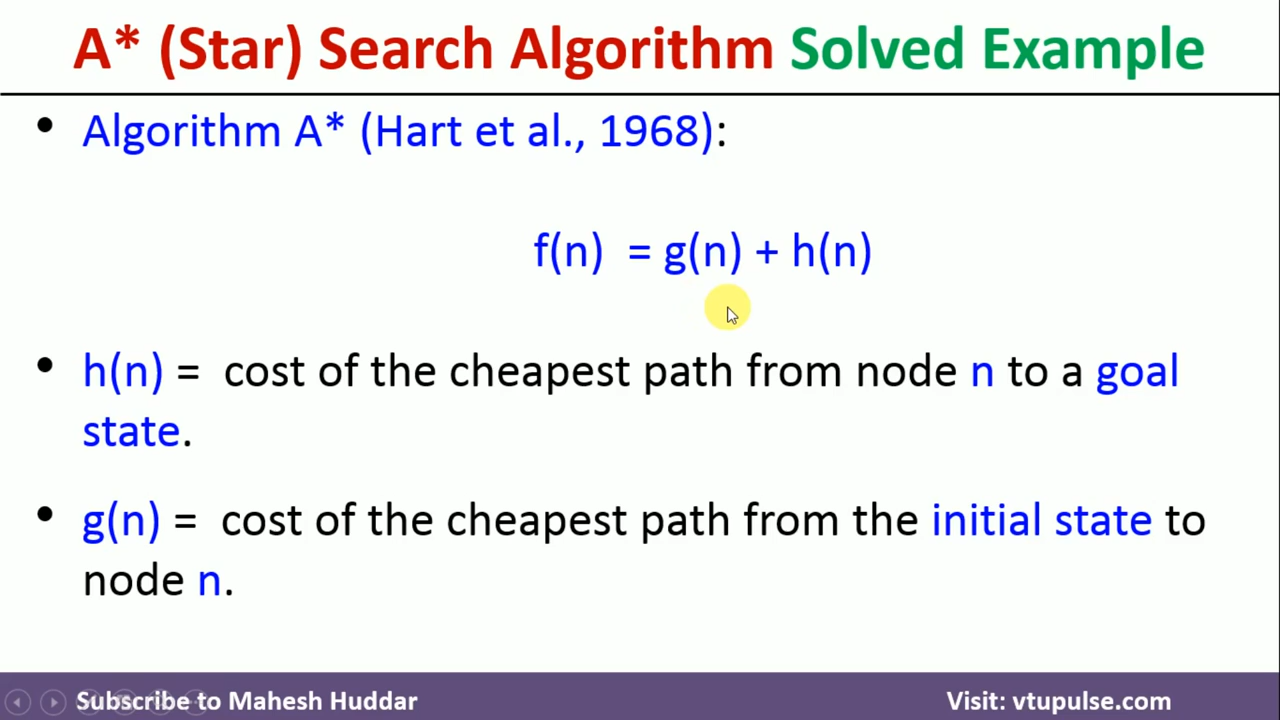 A* (Star) Search Algorithm Solved Example
• Algorithm A* (Hart et al., 1968):
f(n) = g(n) + h(n)
• h(n) = cost of the cheapest path from node n to a goal
state.
• g(n) = cost of the cheapest path from the initial state to
node n.
Subscribe to Mahesh Huddar
Visit: vtupulse.com